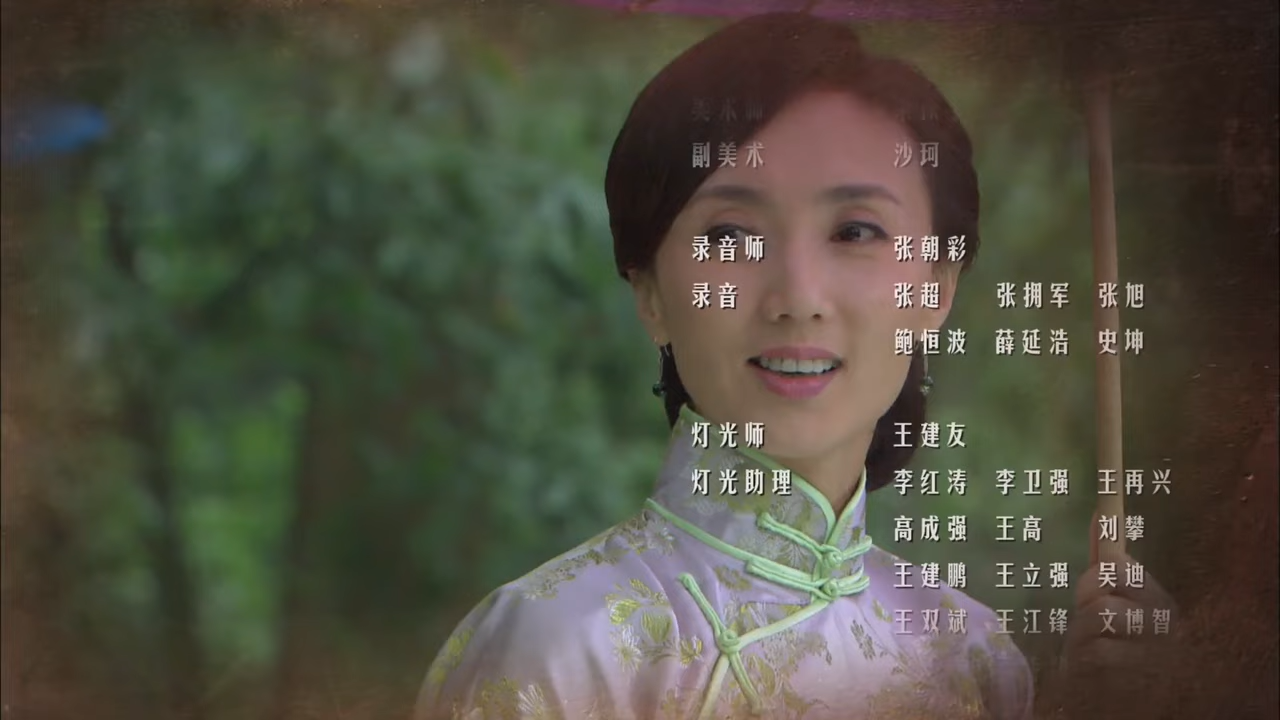 美术师
副美术 沙珂
录音师 张朝彩
录音 张超 张拥军 张旭
鲍恒波 薛延浩 史坤
灯光师 王建友
灯光助理 李红涛 李卫强 王再兴
高成强 王高 刘攀
王建鹏 王立强 吴迪
王双斌 王江锋 文博智